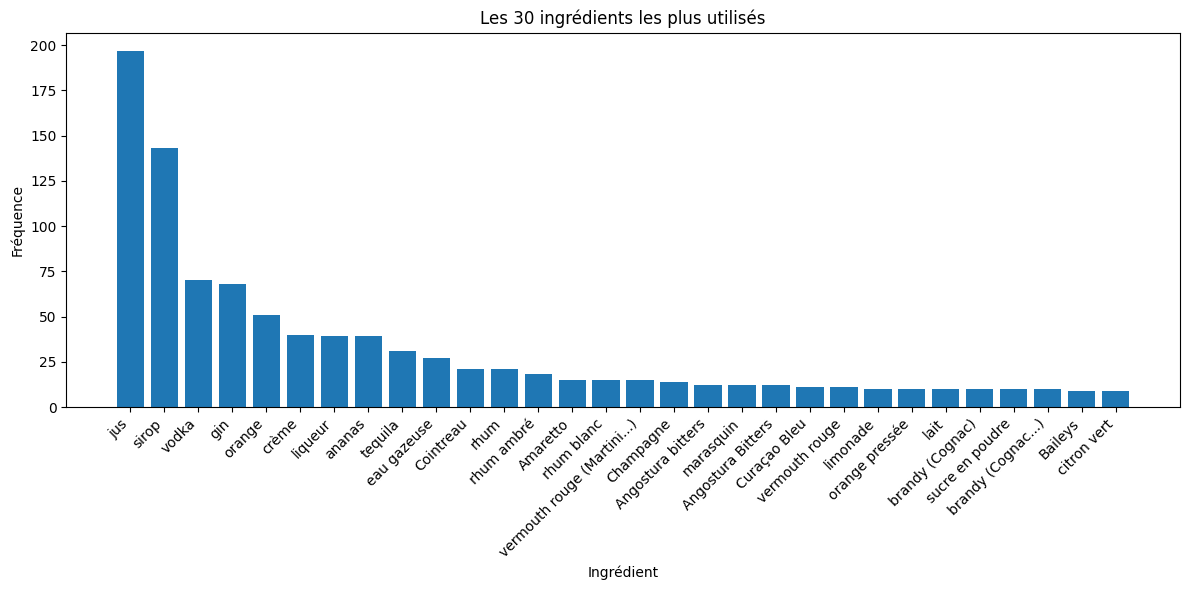 Les 30 ingrédients les plus utilisés
Fréquence
200
175
150
125
100
75
50
25
0
jus
sirop
vodka
gin
orange
crème
liqueur
ananas
tequila
eau gazeuse
Cointreau
rhum
rhum ambré
Amaretto
rhum blanc
vermouth rouge (Martini...)
Champagne
Angostura bitters
marasquin
Angostura Bitters
Curaçao Bleu
vermouth rouge
limonade
orange pressée
lait
brandy (Cognac)
sucre en poudre
brandy (Cognac...)
Baileys
citron vert
Ingrédient